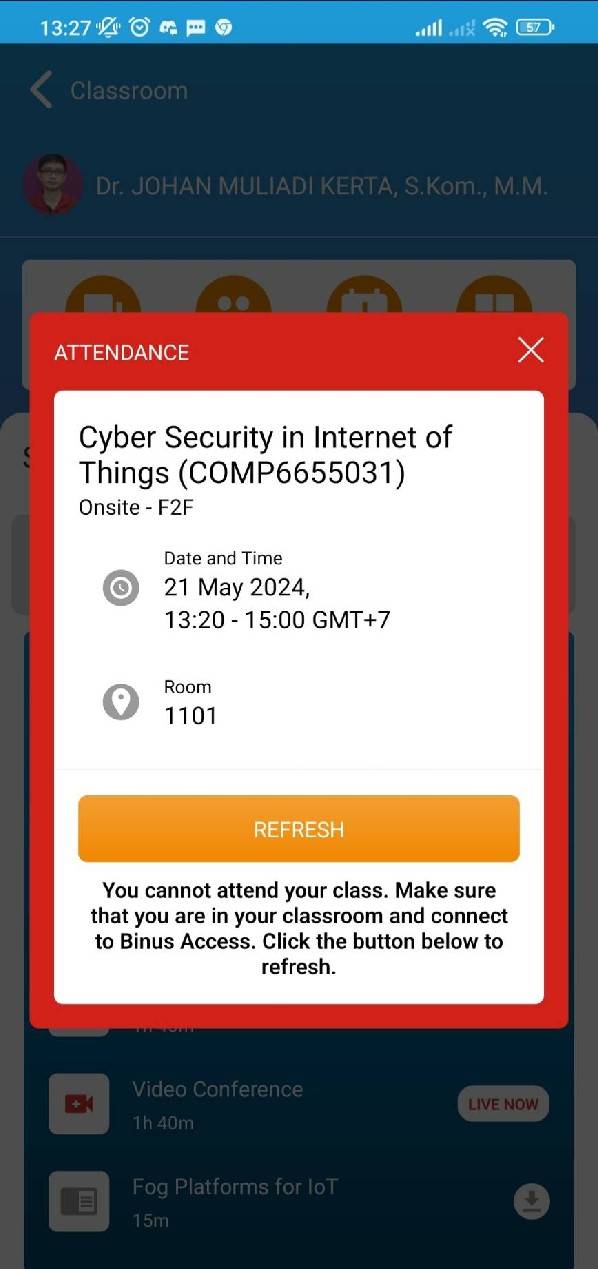 13:27
57
Classroom
Dr. JOHAN MULIADI KERTA, S.Kom., M.M.
ATTENDANCE
Cyber Security in Internet of
Things (COMP6655031)
Onsite - F2F
Date and Time
21 May 2024,
13:20 - 15:00 GMT+7
Room
1101
REFRESH
You cannot attend your class. Make sure
that you are in your classroom and connect
to Binus Access. Click the button below to
refresh.
Video Conference
LIVE NOW
1h 40m
Fog Platforms for IoT
15m